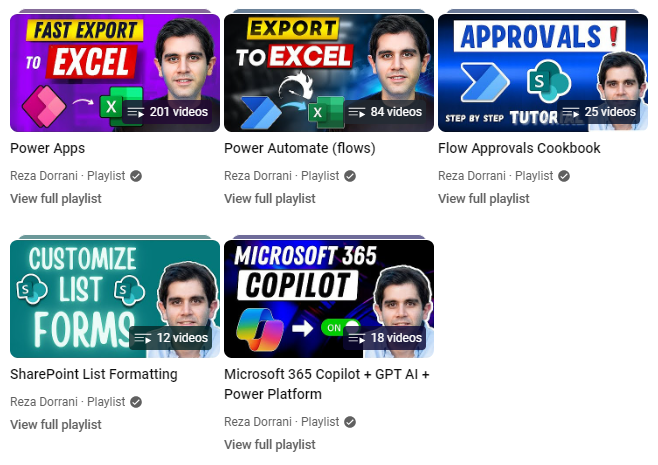 FAST EXPORT
TO EXCEL
X
201 videos
Power Apps
Reza Dorrani · Playlist
View full playlist
EXPORT
TO EXCEL
X
84 videos
Power Automate (flows)
Reza Dorrani · Playlist
View full playlist
APPROVALS!
S
STEP BY STEP TUTORIAL
25 videos
Flow Approvals Cookbook
Reza Dorrani · Playlist
View full playlist
CUSTOMIZE
S LIST S
FORMS
12 videos
SharePoint List Formatting
Reza Dorrani · Playlist
View full playlist
MICROSOFT 365
COPILOT
ON
18 videos
Microsoft 365 Copilot + GPT AI +
Power Platform
Reza Dorrani · Playlist
View full playlist